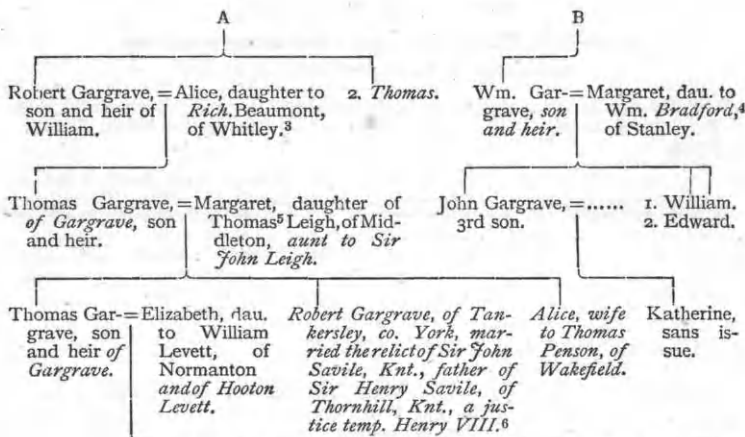 A
B
Robert Gargrave, = Alice, daughter to
son and heir of Rich. Beaumont,
William. of Whitley.³
2. Thomas.
Wm. Gar- = Margaret, dau. to
grave, son Wm. Bradford,⁴
and heir. of Stanley.
Thomas Gargrave, = Margaret, daughter of
of Gargrave, son Thomas⁵ Leigh, of Mid-
and heir. dleton, aunt to Sir
John Leigh.
John Gargrave, = ......
3rd son.
1. William.
2. Edward.
Thomas Gar- = Elizabeth, dau.
grave, son to William
and heir of Levett, of
Gargrave. Normanton
and of Hooton
Levett.
Robert Gargrave, of Tan-
kersley, co. York, mar-
ried the relict of Sir John
Savile, Knt., father of
Sir Henry Savile, of
Thornhill, Knt., a jus-
tice temp. Henry VIII.⁶
Alice, wife
to Thomas
Penson, of
Wakefield.
Katherine,
sans is-
sue.